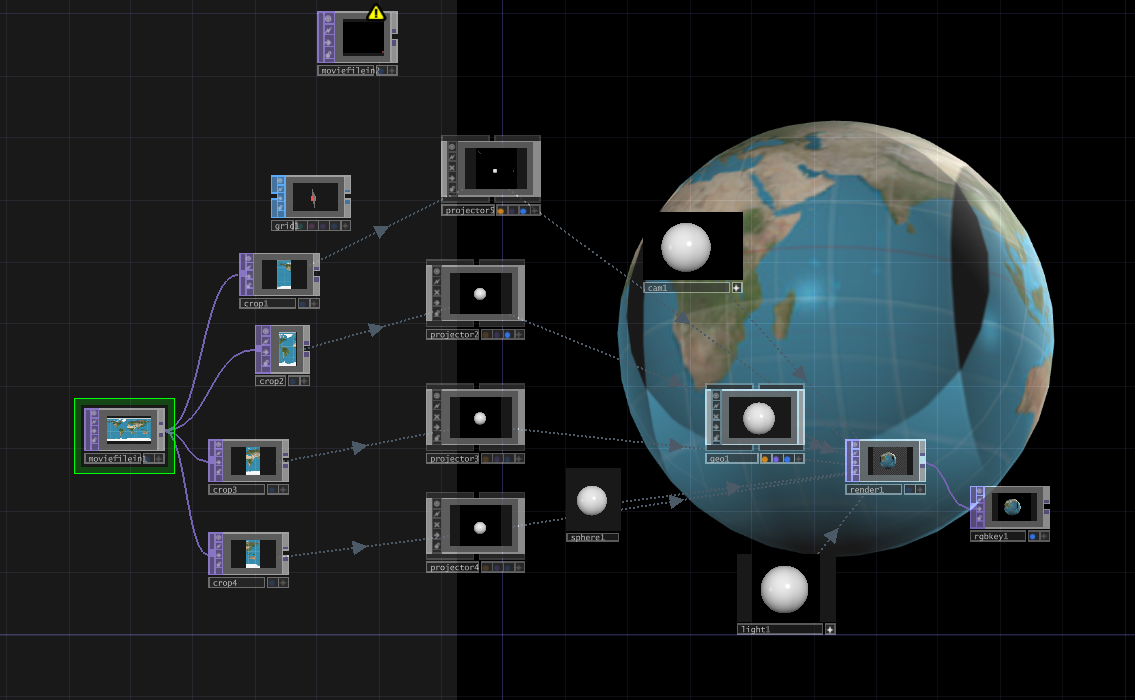 moviefilein2
projector5
grid1
cam1
crop1
projector2
crop2
moviefilein1
projector3
geo1
crop3
render1
sphere1
rgbkey1
projector4
crop4
light1